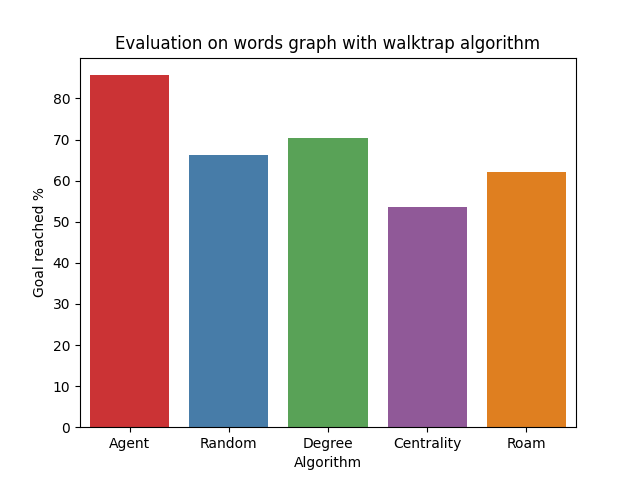 Evaluation on words graph with walktrap algorithm
80
70
60
50
40
30
20
10
0
Goal reached %
Agent Random Degree Centrality Roam
Algorithm